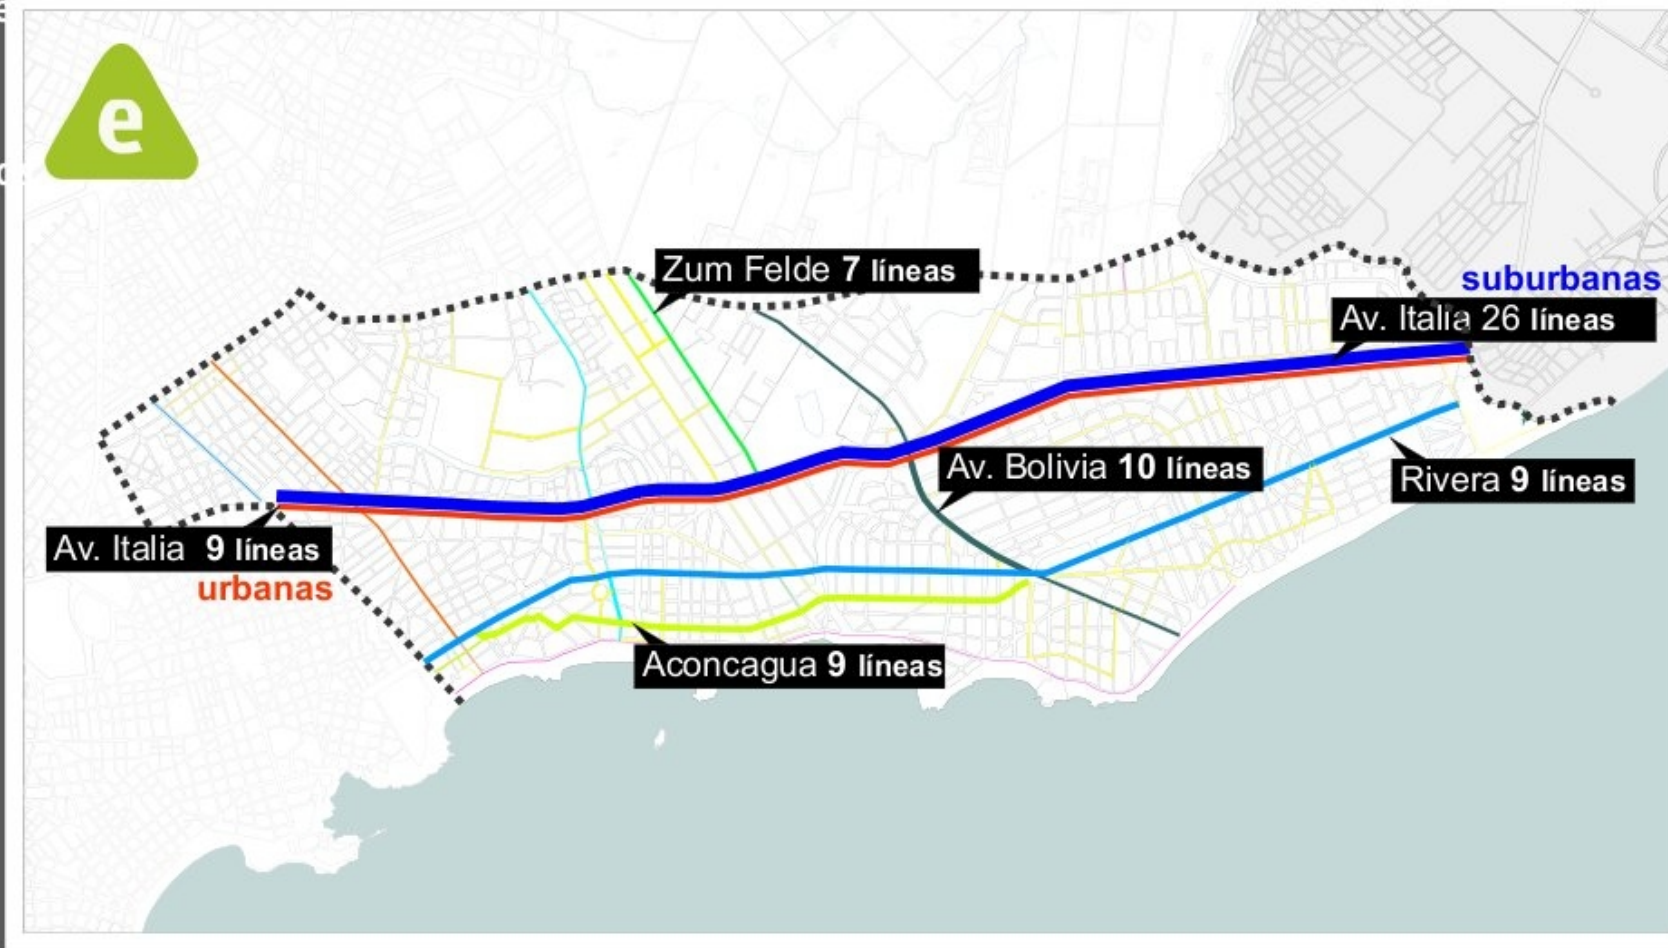 e
Zum Felde 7 líneas
suburbanas
Av. Italia 26 líneas
Av. Bolivia 10 líneas
Rivera 9 líneas
Av. Italia 9 líneas
urbanas
Aconcagua 9 líneas